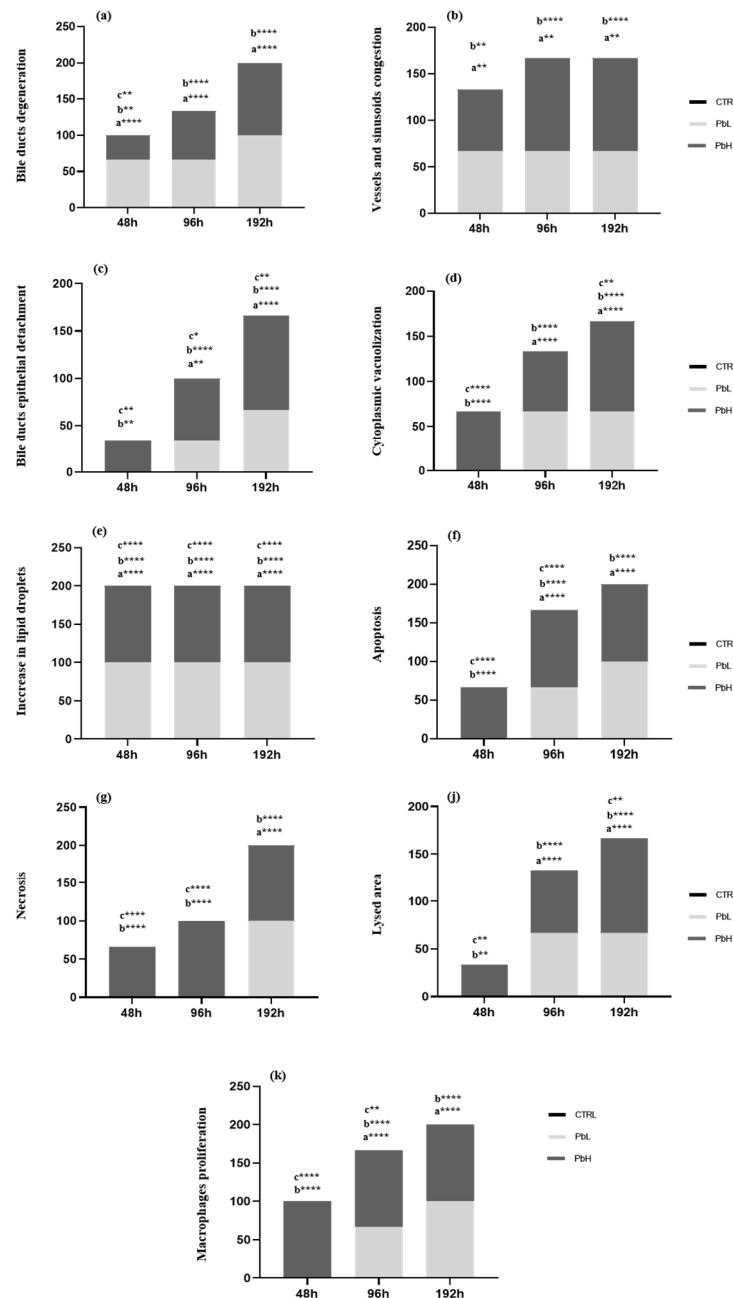 (a)
Bile ducts degeneration
250
200
150
100
50
0
c**
b**
a****
b****
a****
b****
a****
48h
96h
192h
(b)
Vessels and sinusoids congestion
200
150
100
50
0
b**
a**
b****
a**
b****
a**
48h
96h
192h
CTR
PbL
PbH
(c)
Bile ducts epithelial detachment
200
150
100
50
0
c**
b**
c*
b****
a**
c**
b****
a****
48h
96h
192h
(d)
Cytoplasmic vacuolization
200
150
100
50
0
c****
b****
b****
a****
c**
b****
a****
48h
96h
192h
CTR
PbL
PbH
(e)
Inccrease in lipid droplets
250
200
150
100
50
0
c****
b****
a****
c****
b****
a****
c****
b****
a****
48h
96h
192h
(f)
Apoptosis
250
200
150
100
50
0
c****
b****
c****
b****
a****
b****
a****
48h
96h
192h
CTR
PbL
PbH
(g)
Necrosis
250
200
150
100
50
0
c****
b****
c****
b****
b****
a****
48h
96h
192h
(j)
Lysed area
200
150
100
50
0
c**
b**
b****
a****
c**
b****
a****
48h
96h
192h
CTR
PbL
PbH
(k)
Macrophages proliferation
250
200
150
100
50
0
c****
b****
c**
b****
a****
b****
a****
48h
96h
192h
CTRL
PbL
PbH